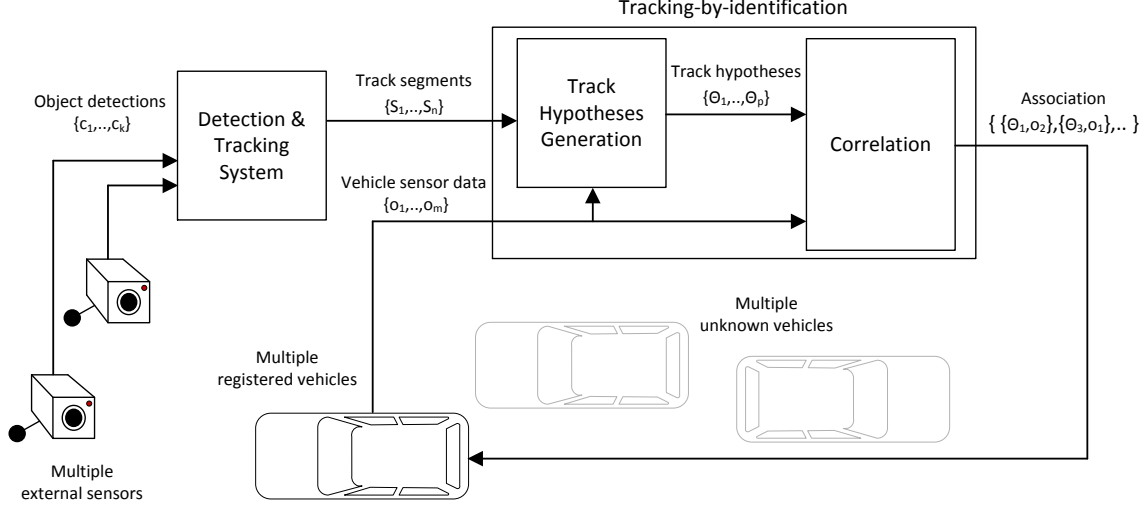 Tracking-by-identification
Object detections
{c₁,..,cₖ}
Detection &
Tracking
System
Track segments
{S₁,..,Sₙ}
Vehicle sensor data
{o₁,..,oₘ}
Track
Hypotheses
Generation
Track hypotheses
{Θ₁,..,Θₚ}
Correlation
Association
{ {Θ₁,o₂},{Θ₃,o₁},.. }
Multiple
unknown vehicles
Multiple
registered vehicles
Multiple
external sensors